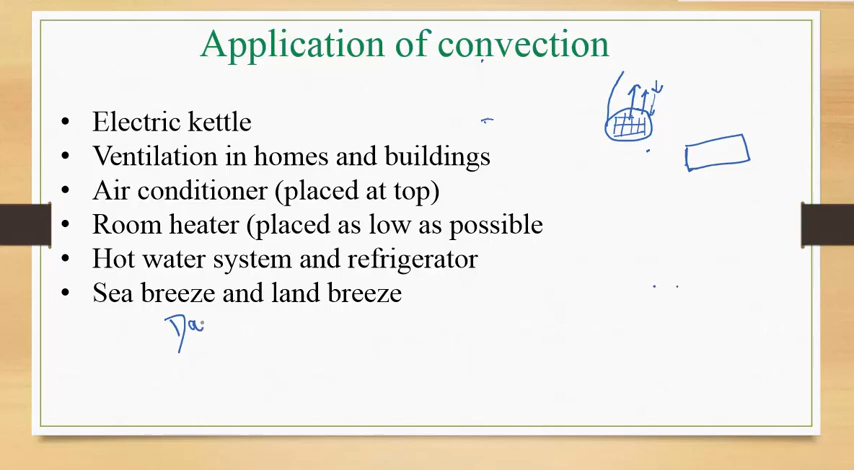 Application of convection
• Electric kettle
• Ventilation in homes and buildings
• Air conditioner (placed at top)
• Room heater (placed as low as possible
• Hot water system and refrigerator
• Sea breeze and land breeze
Da